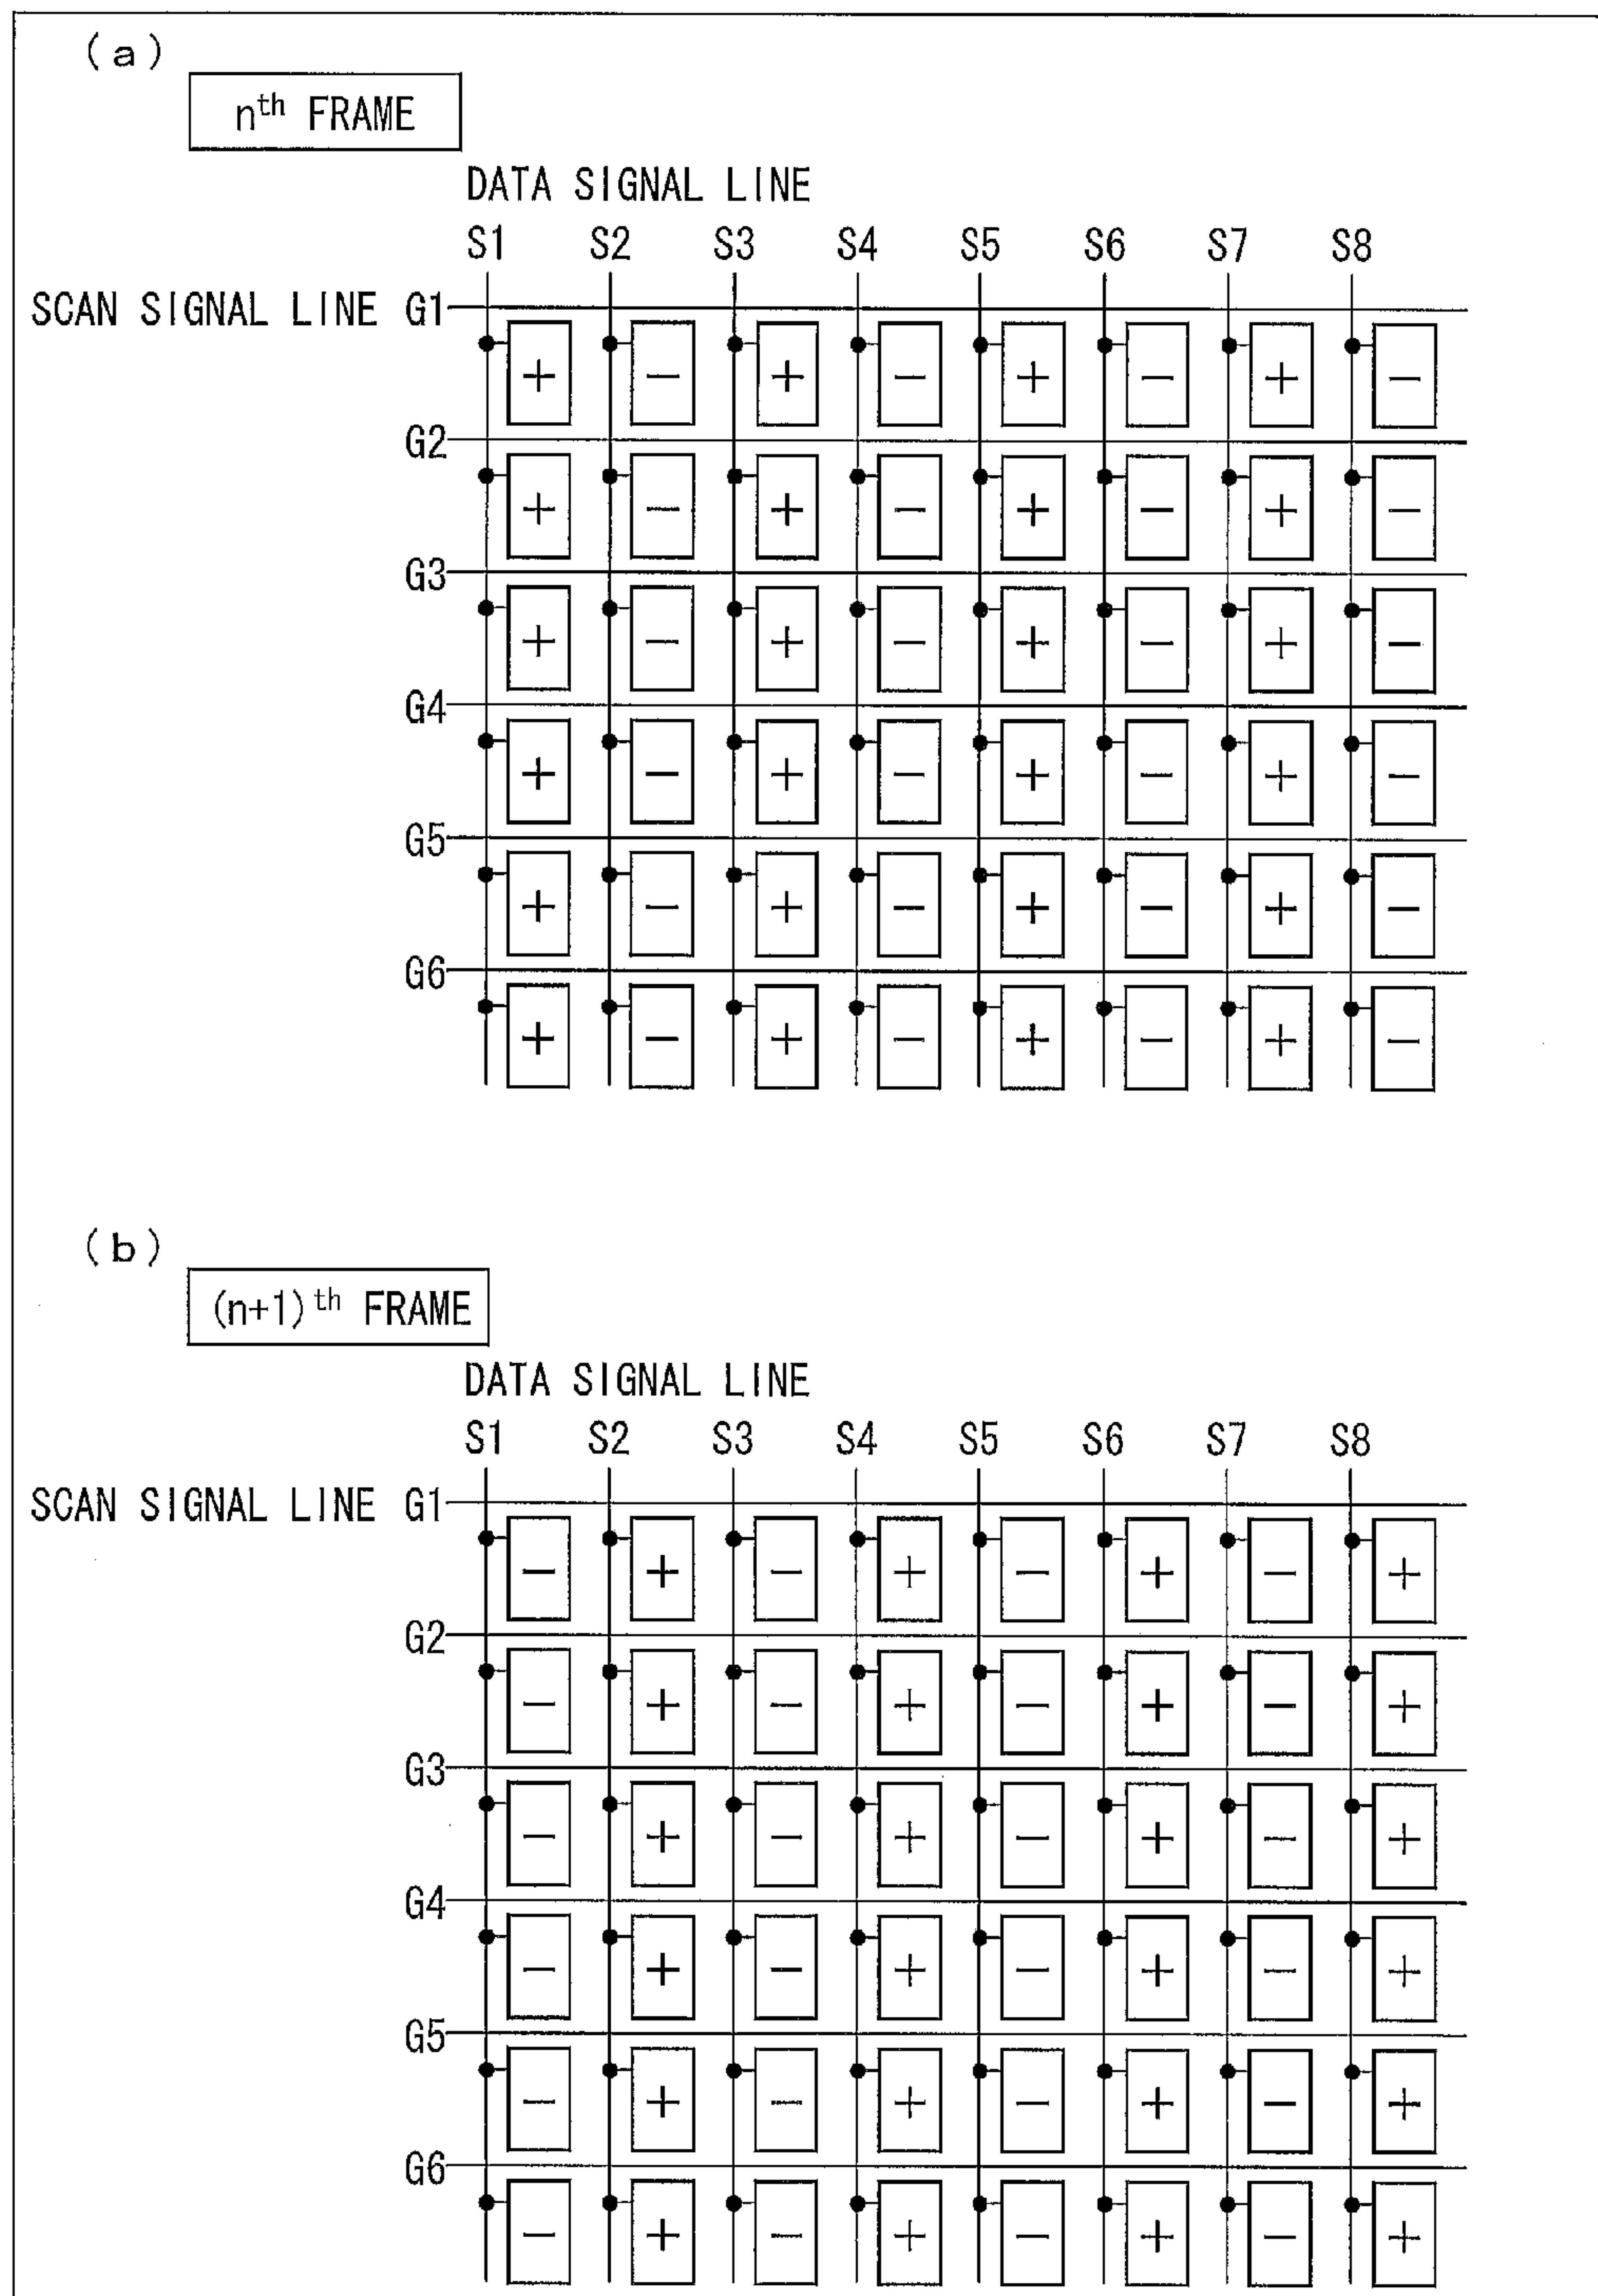 (a)
nth FRAME
DATA SIGNAL LINE
S1 S2 S3 S4 S5 S6 S7 S8
SCAN SIGNAL LINE G1
+ − + − + − + −
G2
+ − + − + − + −
G3
+ − + − + − + −
G4
+ − + − + − + −
G5
+ − + − + − + −
G6
+ − + − + − + −
(b)
(n+1)th FRAME
DATA SIGNAL LINE
S1 S2 S3 S4 S5 S6 S7 S8
SCAN SIGNAL LINE G1
− + − + − + − +
G2
− + − + − + − +
G3
− + − + − + − +
G4
− + − + − + − +
G5
− + − + − + − +
G6
− + − + − + − +